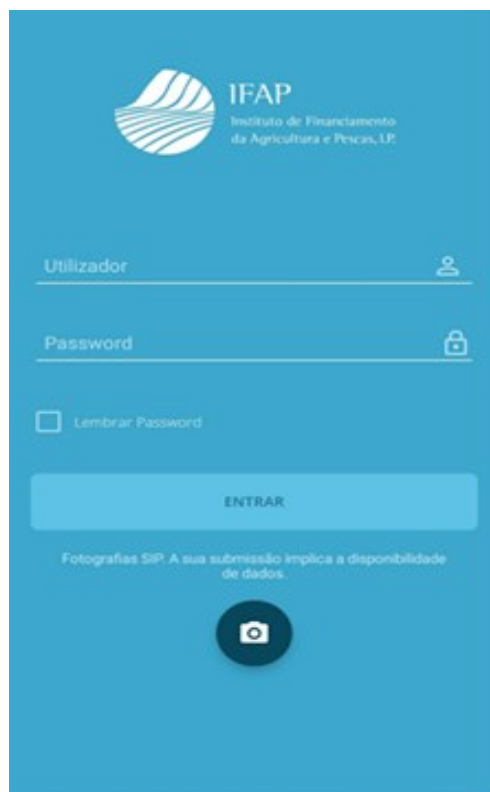 IFAP
Instituto de Financiamento
da Agricultura e Pescas, I.P.
Utilizador
Password
Lembrar Password
ENTRAR
Fotografias SIP. A sua submissão implica a disponibilidade
de dados.